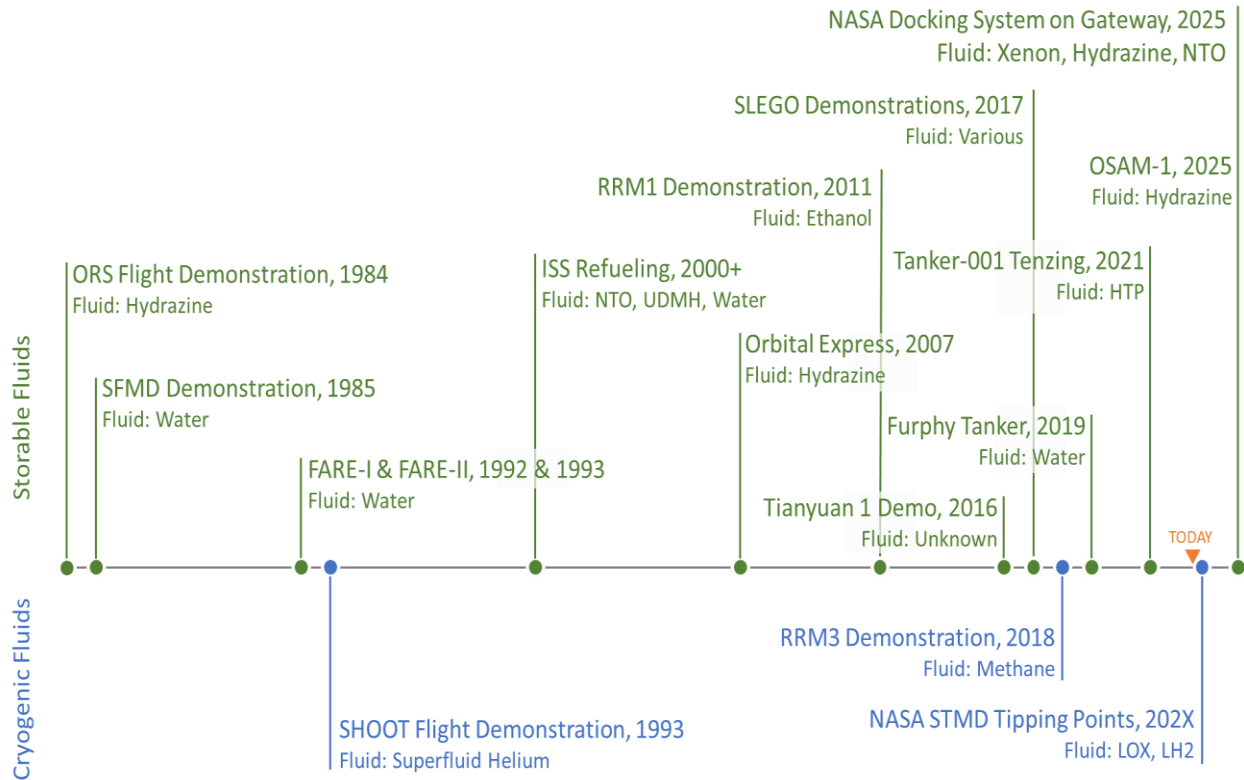 NASA Docking System on Gateway, 2025
Fluid: Xenon, Hydrazine, NTO
SLEGO Demonstrations, 2017
Fluid: Various
OSAM-1, 2025
Fluid: Hydrazine
RRM1 Demonstration, 2011
Fluid: Ethanol
Tanker-001 Tenzing, 2021
Fluid: HTP
ISS Refueling, 2000+
Fluid: NTO, UDMH, Water
ORS Flight Demonstration, 1984
Fluid: Hydrazine
Orbital Express, 2007
Fluid: Hydrazine
SFMD Demonstration, 1985
Fluid: Water
Furphy Tanker, 2019
Fluid: Water
FARE-I & FARE-II, 1992 & 1993
Fluid: Water
Tianyuan 1 Demo, 2016
Fluid: Unknown
Storable Fluids
TODAY
Cryogenic Fluids
RRM3 Demonstration, 2018
Fluid: Methane
SHOOT Flight Demonstration, 1993
Fluid: Superfluid Helium
NASA STMD Tipping Points, 202X
Fluid: LOX, LH2